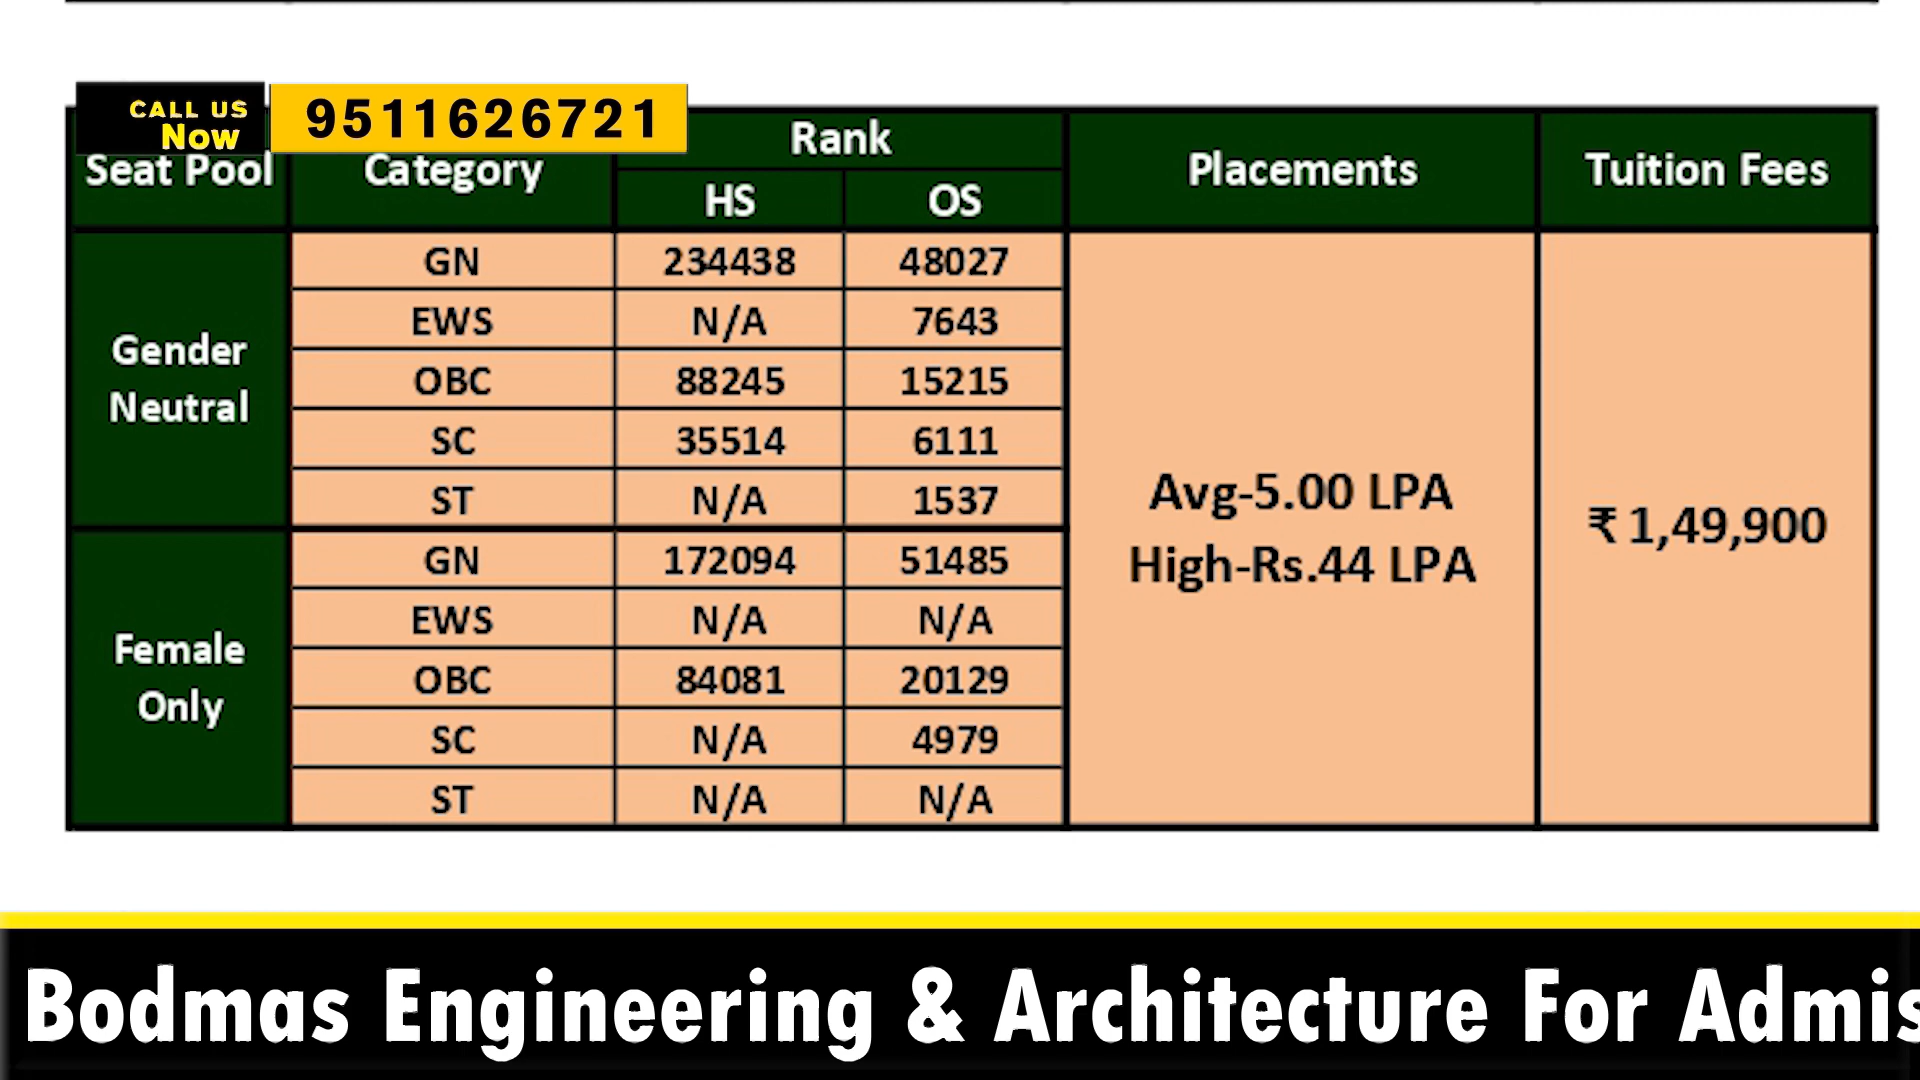 CALL US
Now
9511626721
Seat Pool Category Rank Placements Tuition Fees
HS OS
Gender
Neutral
GN 234438 48027
EWS N/A 7643
OBC 88245 15215
SC 35514 6111
ST N/A 1537
Female
Only
GN 172094 51485
EWS N/A N/A
OBC 84081 20129
SC N/A 4979
ST N/A N/A
Avg-5.00 LPA
High-Rs.44 LPA
₹ 1,49,900
Bodmas Engineering & Architecture For Admis